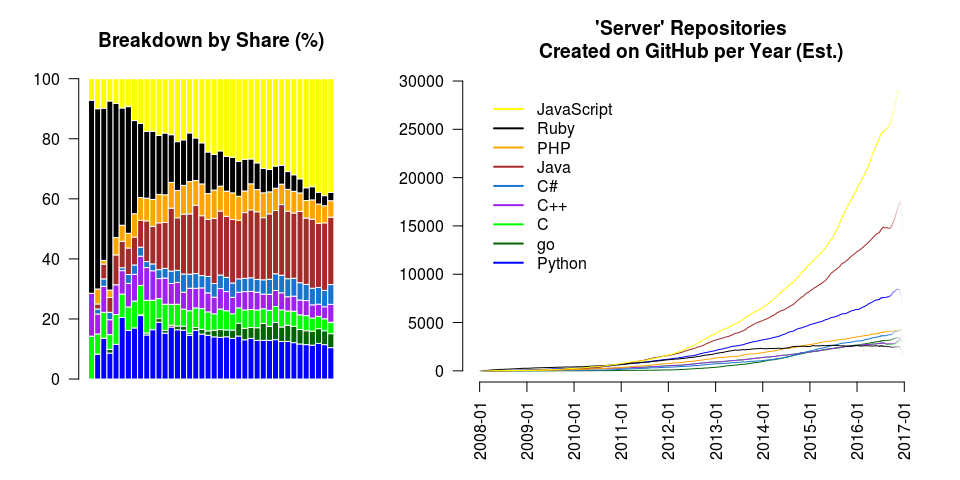 Breakdown by Share (%)
100
80
60
40
20
0
'Server' Repositories
Created on GitHub per Year (Est.)
30000
25000
20000
15000
10000
5000
0
JavaScript
Ruby
PHP
Java
C#
C++
C
go
Python
2008-01
2009-01
2010-01
2011-01
2012-01
2013-01
2014-01
2015-01
2016-01
2017-01